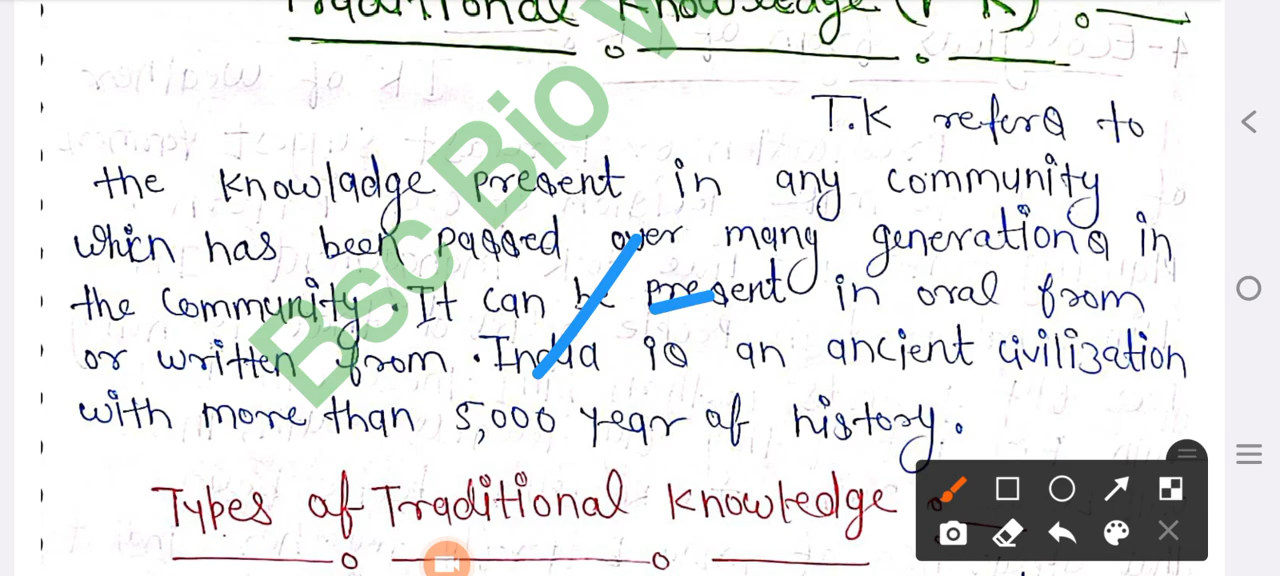 Traditional Knowledge (T K)
T.K refers to
the Knowladge present in any community
which has been passed over many generations in
the community. It can be present in oral from
or written from. India is an ancient civilization
with more than 5,000 year of history.
Types of Traditional Knowledge
Bsc Bio